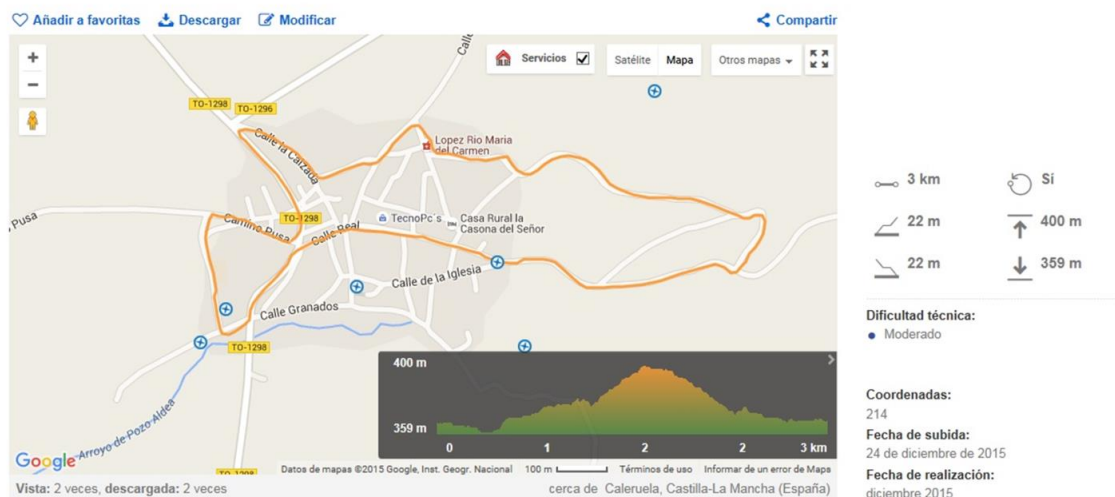 Añadir a favoritas Descargar Modificar Compartir
Servicios Satélite Mapa Otros mapas
Calle
TO-1298 TO-1296
Calle la Calzada
Lopez Rio Maria
del Carmen
Pusa
Camino Pusa
TO-1298
Calle Real
TecnoPc´s
Casa Rural la
Casona del Señor
Calle de la Iglesia
Calle Granados
TO-1298
Arroyo de Pozo Aldea
400 m
359 m
0 1 2 2 3 km
Google
TO-1298
Datos de mapas ©2015 Google, Inst. Geogr. Nacional 100 m Términos de uso Informar de un error de Maps
Vista: 2 veces, descargada: 2 veces cerca de Caleruela, Castilla-La Mancha (España)
3 km Sí
22 m 400 m
22 m 359 m
Dificultad técnica:
Moderado
Coordenadas:
214
Fecha de subida:
24 de diciembre de 2015
Fecha de realización:
diciembre 2015